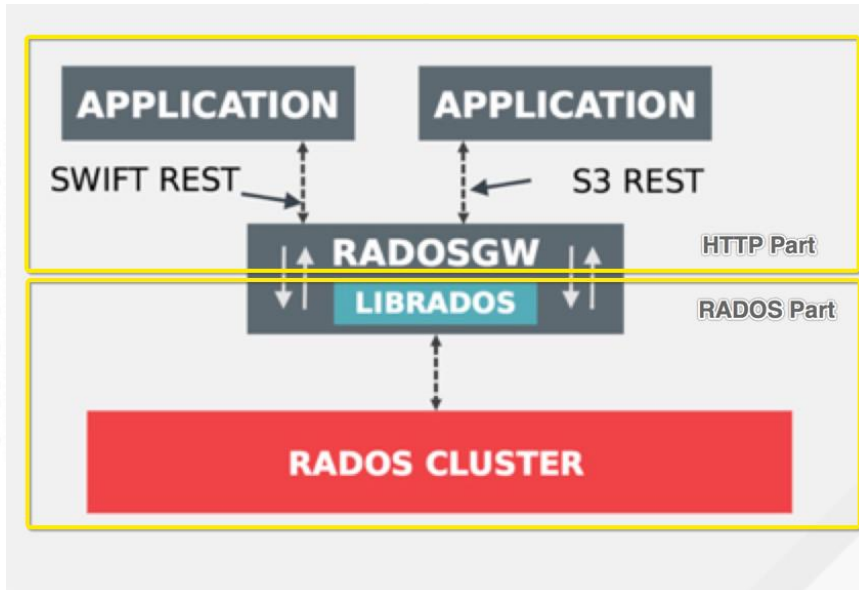 APPLICATION APPLICATION
SWIFT REST S3 REST
RADOSGW
HTTP Part
LIBRADOS
RADOS Part
RADOS CLUSTER